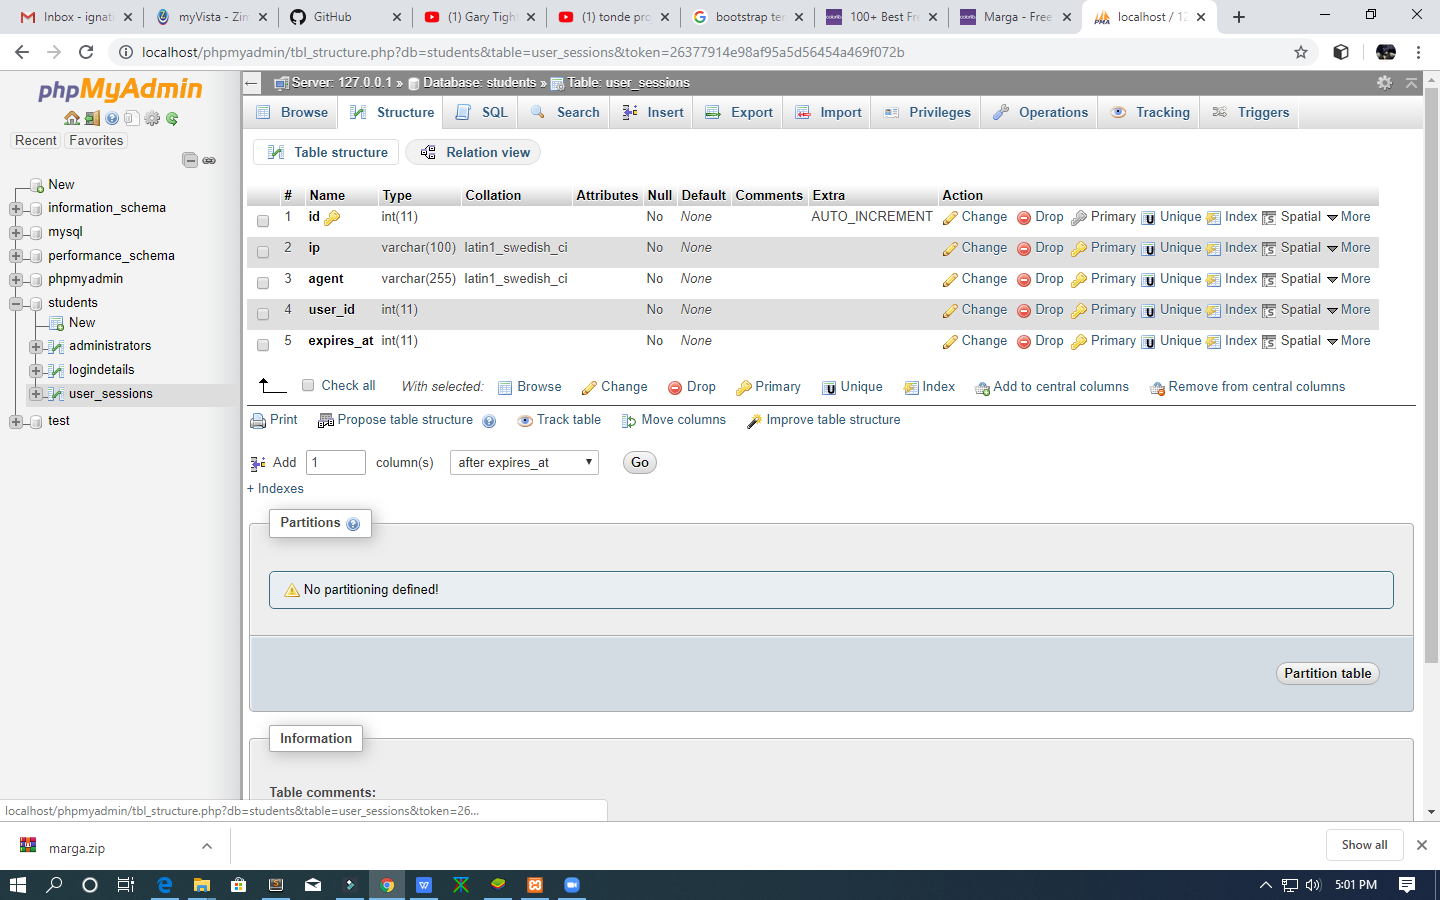 Inbox - ignati
myVista - Zim
GitHub
(1) Gary Tight
(1) tonde pro
bootstrap tem
100+ Best Fre
Marga - Free
localhost / 12
localhost/phpmyadmin/tbl_structure.php?db=students&table=user_sessions&token=26377914e98af95a5d56454a469f072b
phpMyAdmin
Recent Favorites
New
information_schema
mysql
performance_schema
phpmyadmin
students
New
administrators
logindetails
user_sessions
test
Server: 127.0.0.1 » Database: students » Table: user_sessions
Browse Structure SQL Search Insert Export Import Privileges Operations Tracking Triggers
Table structure Relation view
# Name Type Collation Attributes Null Default Comments Extra Action
1 id int(11) No None AUTO_INCREMENT Change Drop Primary Unique Index Spatial More
2 ip varchar(100) latin1_swedish_ci No None Change Drop Primary Unique Index Spatial More
3 agent varchar(255) latin1_swedish_ci No None Change Drop Primary Unique Index Spatial More
4 user_id int(11) No None Change Drop Primary Unique Index Spatial More
5 expires_at int(11) No None Change Drop Primary Unique Index Spatial More
Check all With selected: Browse Change Drop Primary Unique Index Add to central columns Remove from central columns
Print Propose table structure Track table Move columns Improve table structure
Add 1 column(s) after expires_at Go
+ Indexes
Partitions
No partitioning defined!
Partition table
Information
Table comments:
localhost/phpmyadmin/tbl_structure.php?db=students&table=user_sessions&token=26...
marga.zip
Show all
5:01 PM